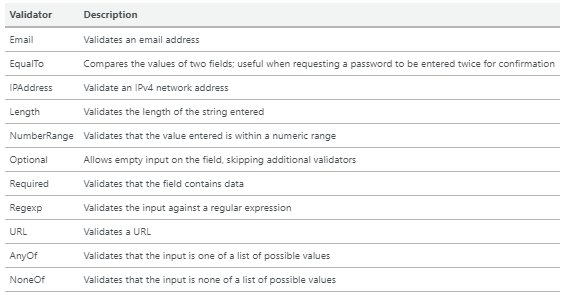 Validator Description
Email Validates an email address
EqualTo Compares the values of two fields; useful when requesting a password to be entered twice for confirmation
IPAddress Validate an IPv4 network address
Length Validates the length of the string entered
NumberRange Validates that the value entered is within a numeric range
Optional Allows empty input on the field, skipping additional validators
Required Validates that the field contains data
Regexp Validates the input against a regular expression
URL Validates a URL
AnyOf Validates that the input is one of a list of possible values
NoneOf Validates that the input is none of a list of possible values